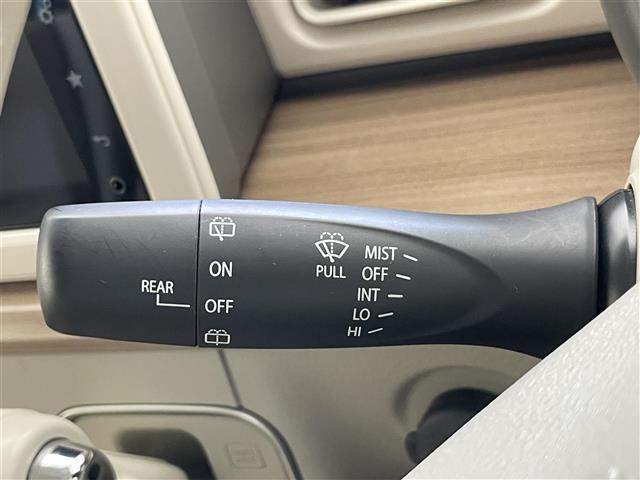 REAR
ON
OFF
PULL
MIST
OFF
INT
LO
HI